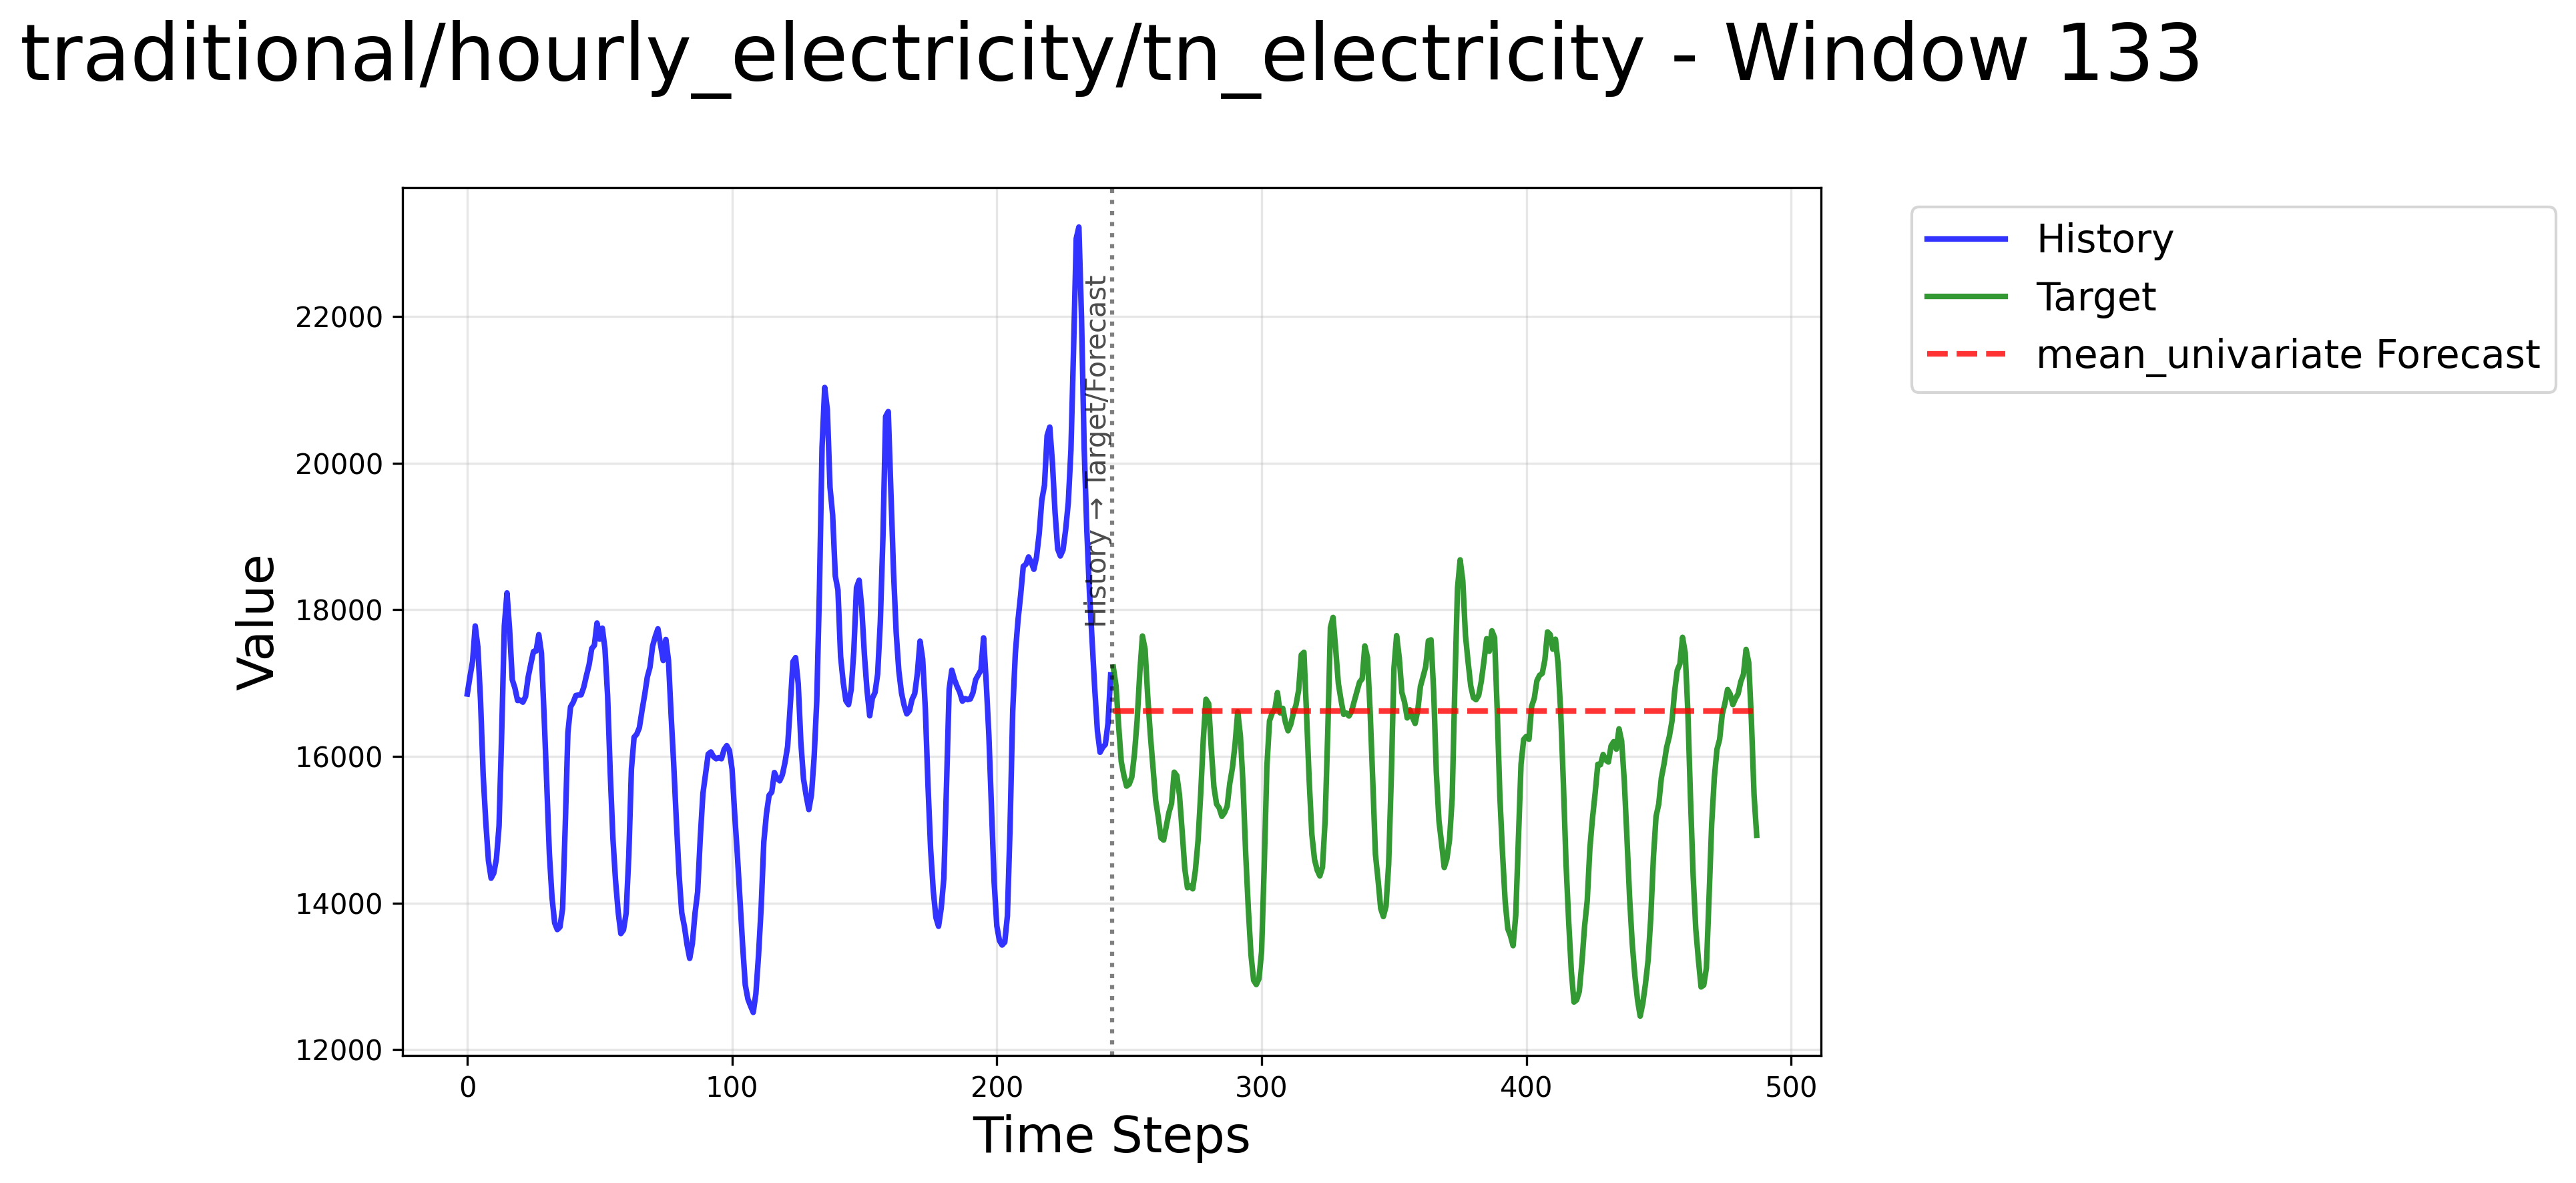 traditional/hourly_electricity/tn_electricity - Window 133
History
Target
mean_univariate Forecast
Value
22000
20000
18000
16000
14000
12000
History → Target/Forecast
0
100
200
300
400
500
Time Steps